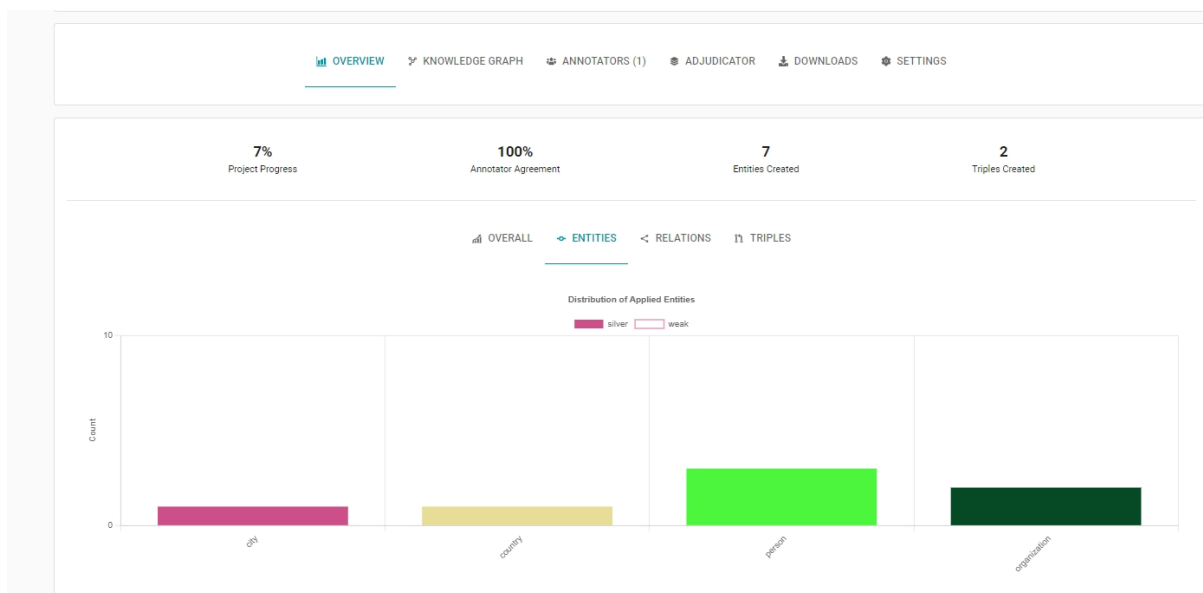 OVERVIEW KNOWLEDGE GRAPH ANNOTATORS (1) ADJUDICATOR DOWNLOADS SETTINGS
7% 100% 7 2
Project Progress Annotator Agreement Entities Created Triples Created
OVERALL ENTITIES RELATIONS TRIPLES
Distribution of Applied Entities
silver weak
10
Count
0
city country person organization